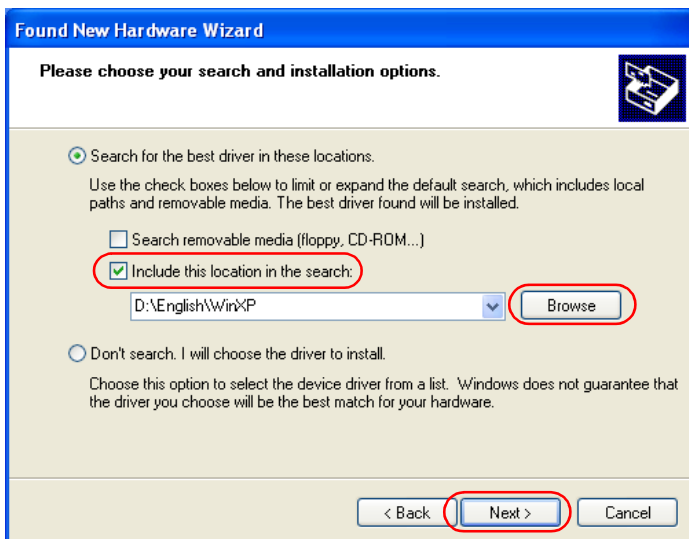 Found New Hardware Wizard
Please choose your search and installation options.
Search for the best driver in these locations.
Use the check boxes below to limit or expand the default search, which includes local
paths and removable media. The best driver found will be installed.
Search removable media (floppy, CD-ROM...)
Include this location in the search:
D:\English\WinXP
Browse
Don't search. I will choose the driver to install.
Choose this option to select the device driver from a list. Windows does not guarantee that
the driver you choose will be the best match for your hardware.
< Back Next > Cancel